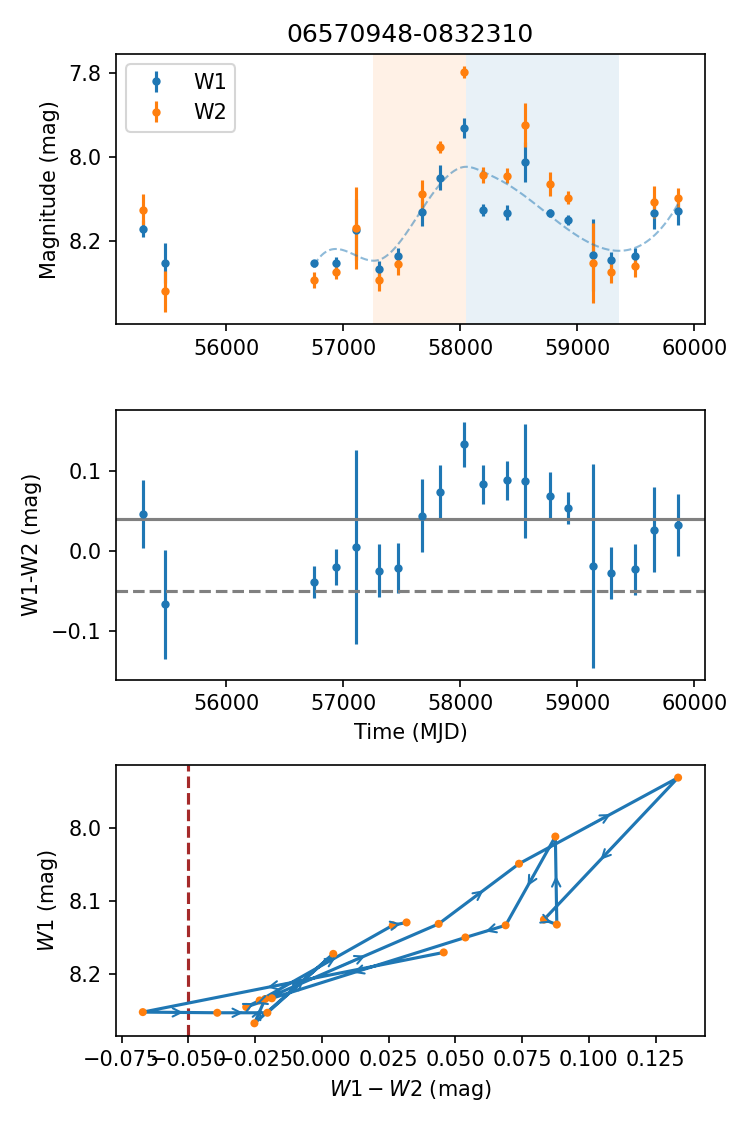 06570948-0832310
W1
W2
7.8
8.0
8.2
Magnitude (mag)
56000 57000 58000 59000 60000
0.1
0.0
−0.1
W1-W2 (mag)
56000 57000 58000 59000 60000
Time (MJD)
8.0
8.1
8.2
W1 (mag)
−0.075 −0.050 −0.025 0.000 0.025 0.050 0.075 0.100 0.125
W1 − W2 (mag)